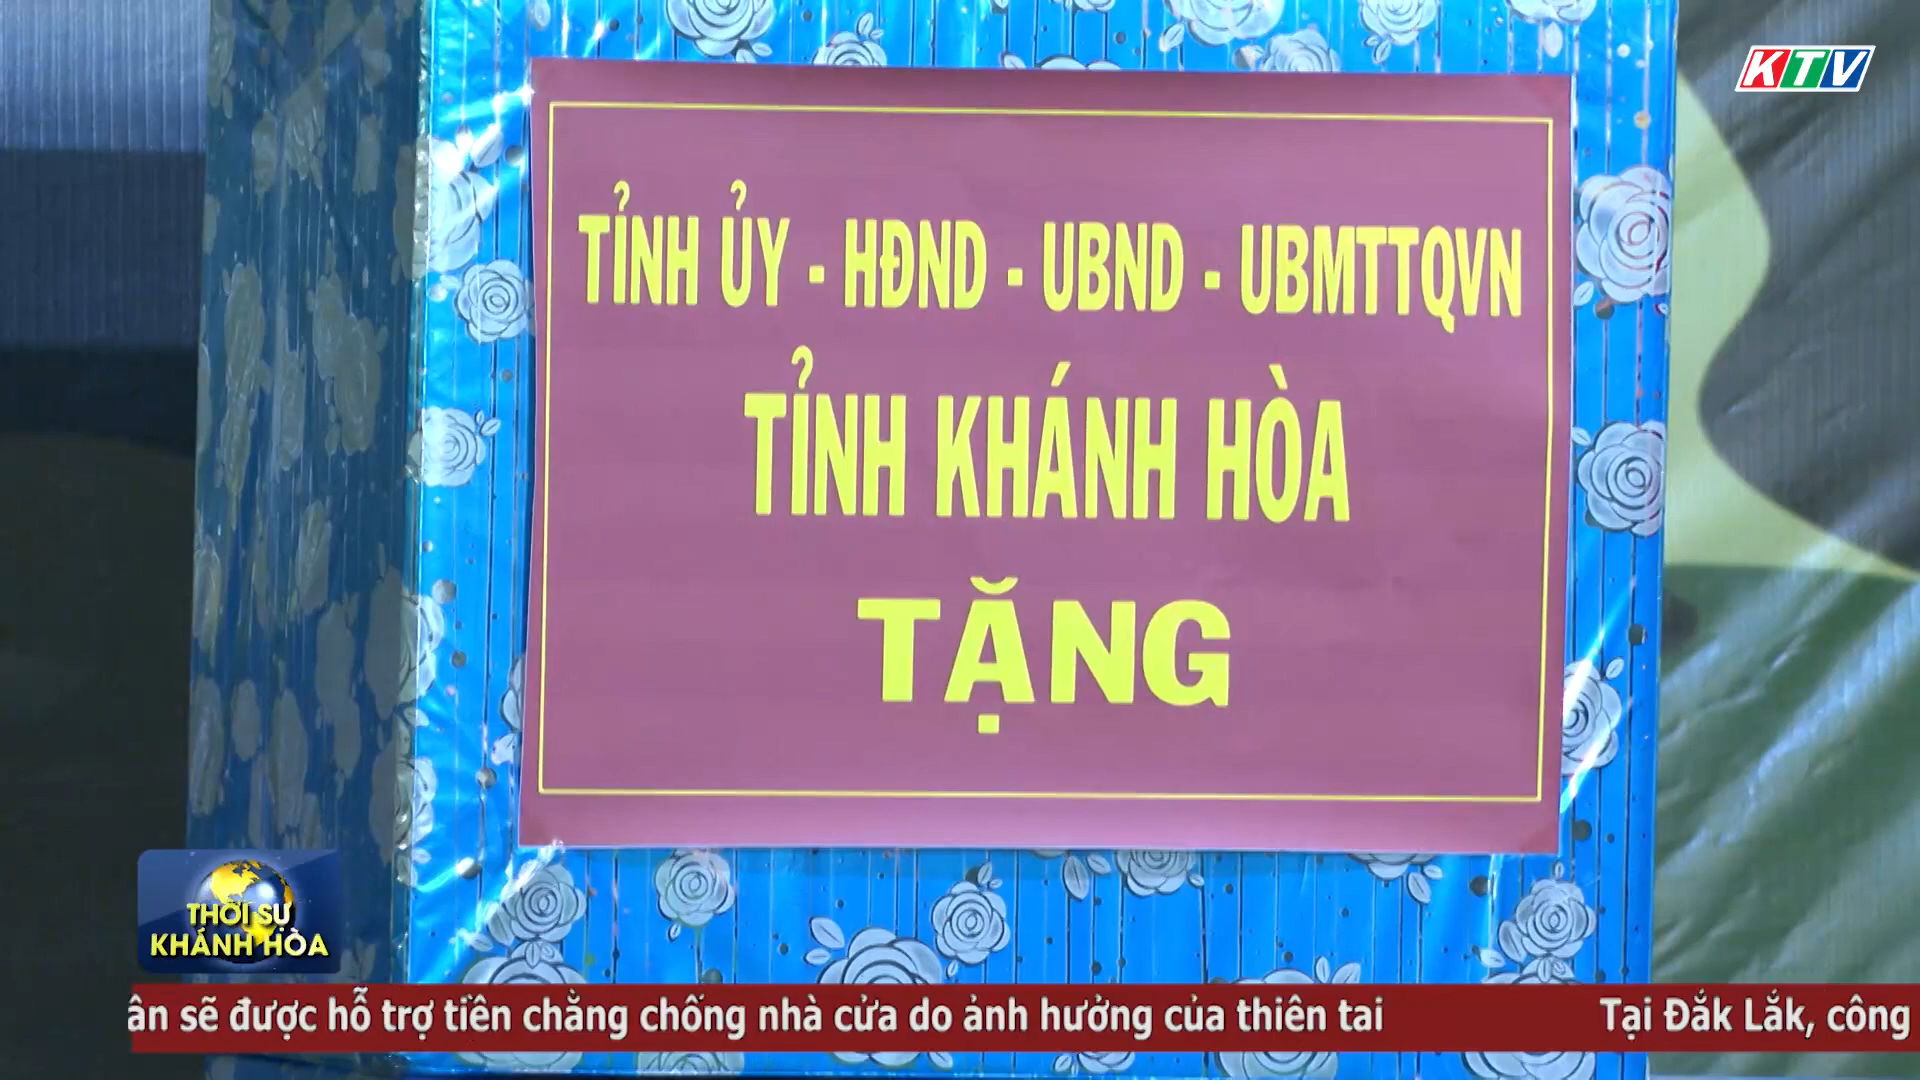 KTV
TỈNH ỦY - HĐND - UBND - UBMTTQVN
TỈNH KHÁNH HÒA
TẶNG
THỜI SỰ
KHÁNH HÒA
ân sẽ được hỗ trợ tiền chằng chống nhà cửa do ảnh hưởng của thiên tai
Tại Đắk Lắk, công